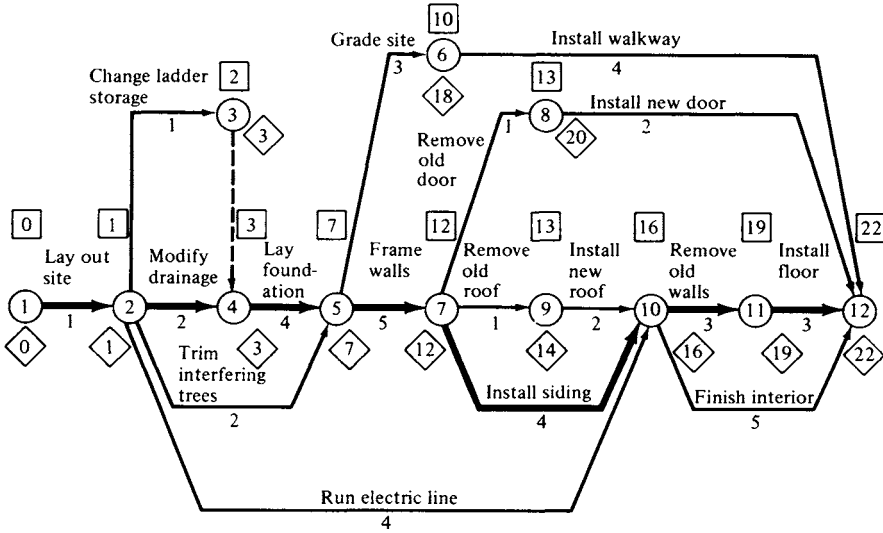 10
Grade site
6
Install walkway
3
4
Change ladder
storage
2
13
18
Install new door
1
3
3
1
8
2
20
Remove
old
door
0
1
3
7
12
13
16
19
22
Lay out
site
Modify
drainage
Lay
found-
ation
Frame
walls
Remove
old
roof
Install
new
roof
Remove
old
walls
Install
floor
1
2
4
5
7
9
10
11
12
1
2
4
5
1
2
3
3
0
1
3
7
12
14
16
19
22
Trim
interfering
trees
2
Install siding
4
Finish interior
5
Run electric line
4